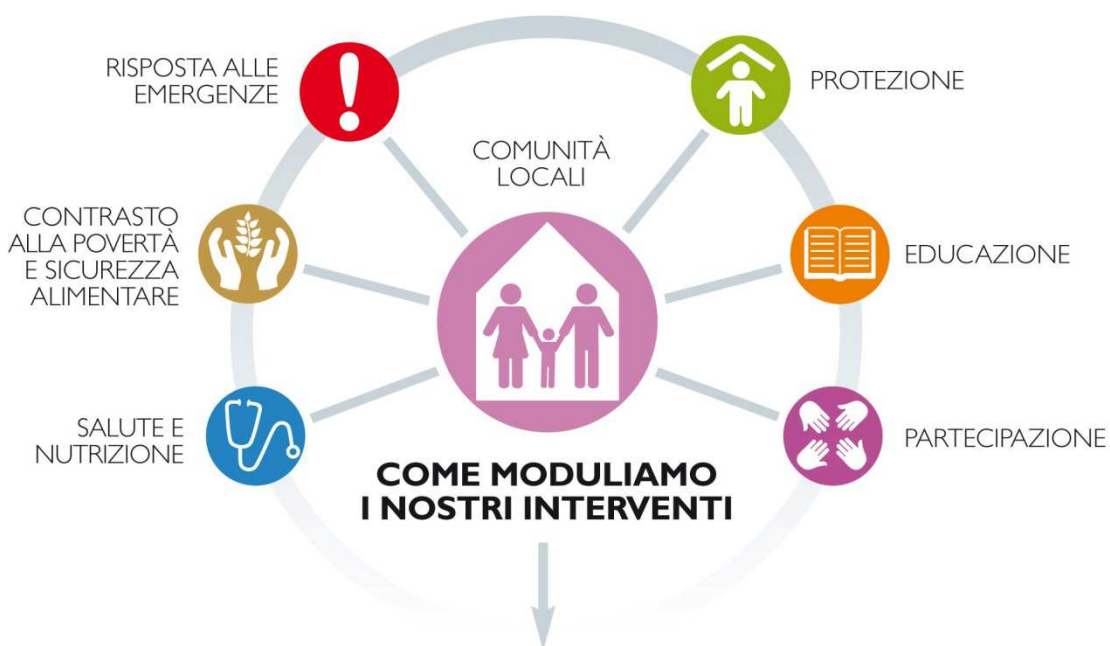 RISPOSTA ALLE
EMERGENZE
PROTEZIONE
COMUNITÀ
LOCALI
CONTRASTO
ALLA POVERTÀ
E SICUREZZA
ALIMENTARE
EDUCAZIONE
SALUTE E
NUTRIZIONE
PARTECIPAZIONE
COME MODULIAMO
I NOSTRI INTERVENTI